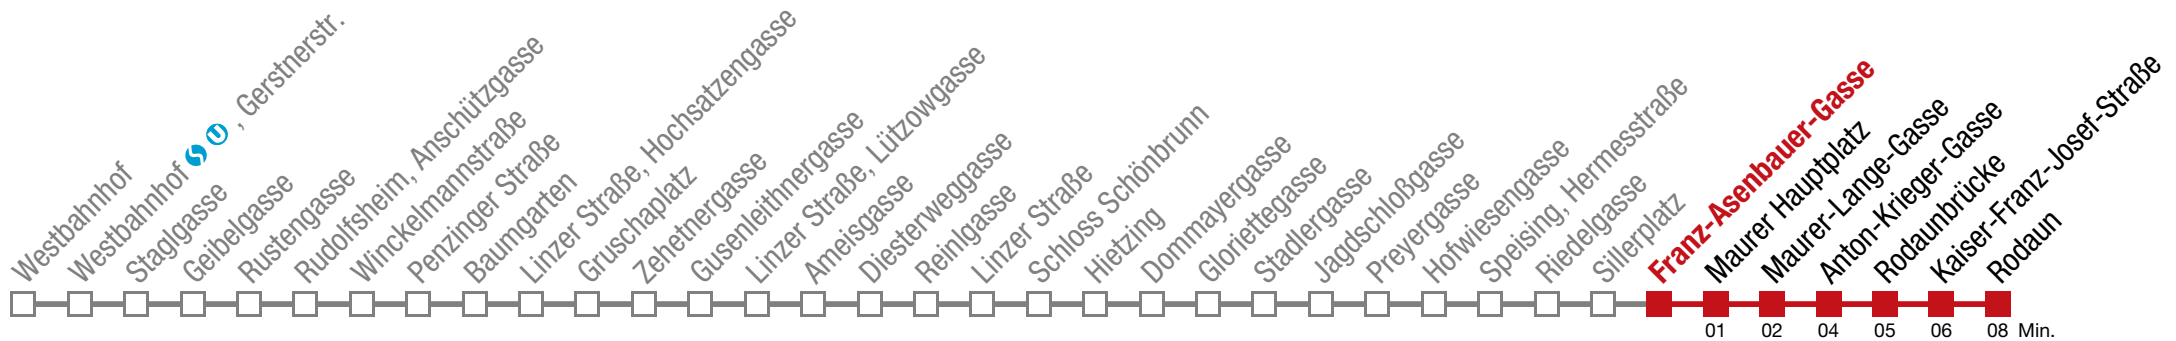 Westbahnhof
Westbahnhof S U , Gerstnerstr.
Staglgasse
Geibelgasse
Rustengasse
Rudolfsheim, Anschützgasse
Winckelmannstraße
Penzinger Straße
Baumgarten
Linzer Straße, Hochsatzengasse
Gruschaplatz
Zehetnergasse
Gusenleithnergasse
Linzer Straße, Lützowgasse
Ameisgasse
Diesterweggasse
Reinlgasse
Linzer Straße
Schloss Schönbrunn
Hietzing
Dommayergasse
Gloriettegasse
Stadlergasse
Jagdschloßgasse
Preyergasse
Hofwiesengasse
Speising, Hermesstraße
Riedelgasse
Sillerplatz
Franz-Asenbauer-Gasse
Maurer Hauptplatz
Maurer-Lange-Gasse
Anton-Krieger-Gasse
Rodaunbrücke
Kaiser-Franz-Josef-Straße
Rodaun
01 02 04 05 06 08 Min.